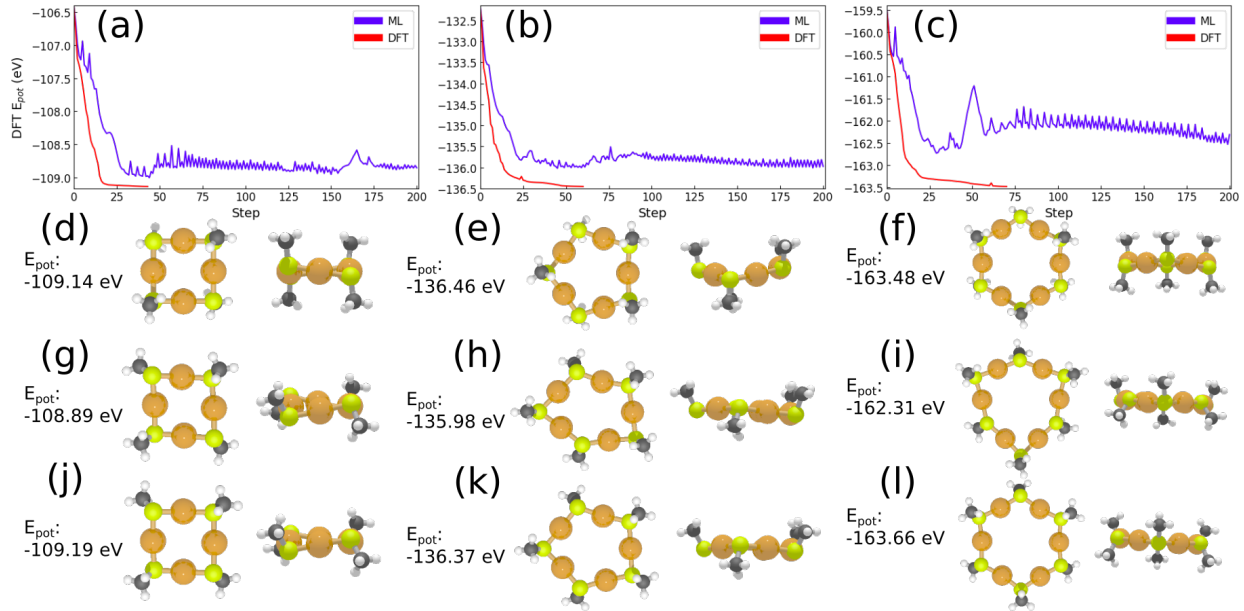 (a)
ML
DFT
DFT E_pot (eV)
−106.5
−107.0
−107.5
−108.0
−108.5
−109.0
0 25 50 75 100 125 150 175 200
Step
(b)
ML
DFT
−132.5
−133.0
−133.5
−134.0
−134.5
−135.0
−135.5
−136.0
−136.5
0 25 50 75 100 125 150 175 200
Step
(c)
ML
DFT
−159.5
−160.0
−160.5
−161.0
−161.5
−162.0
−162.5
−163.0
−163.5
0 25 50 75 100 125 150 175 200
Step
(d)
E_pot:
-109.14 eV
(e)
E_pot:
-136.46 eV
(f)
E_pot:
-163.48 eV
(g)
E_pot:
-108.89 eV
(h)
E_pot:
-135.98 eV
(i)
E_pot:
-162.31 eV
(j)
E_pot:
-109.19 eV
(k)
E_pot:
-136.37 eV
(l)
E_pot:
-163.66 eV